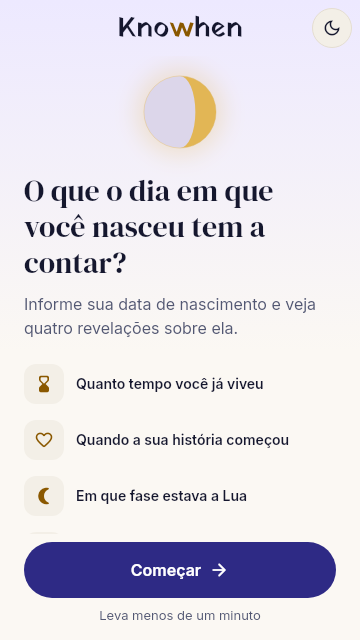 Knowhen
O que o dia em que
você nasceu tem a
contar?
Informe sua data de nascimento e veja
quatro revelações sobre ela.
Quanto tempo você já viveu
Quando a sua história começou
Em que fase estava a Lua
Começar
Leva menos de um minuto